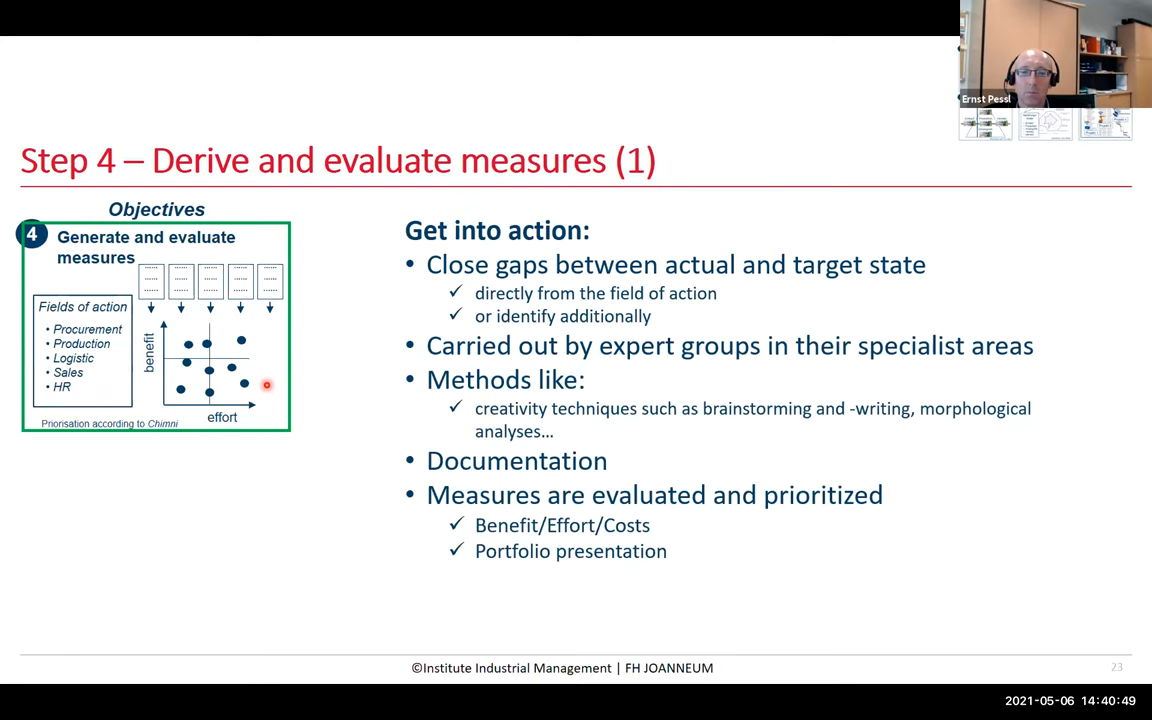 Ernst Pessl
Step 4 – Derive and evaluate measures (1)
Objectives
4
Generate and evaluate
measures
Fields of action
• Procurement
• Production
• Logistic
• Sales
• HR
benefit
effort
Priorisation according to Chimni
Get into action:
• Close gaps between actual and target state
✓ directly from the field of action
✓ or identify additionally
• Carried out by expert groups in their specialist areas
• Methods like:
✓ creativity techniques such as brainstorming and -writing, morphological
analyses…
• Documentation
• Measures are evaluated and prioritized
✓ Benefit/Effort/Costs
✓ Portfolio presentation
©Institute Industrial Management | FH JOANNEUM
23
2021-05-06 14:40:49